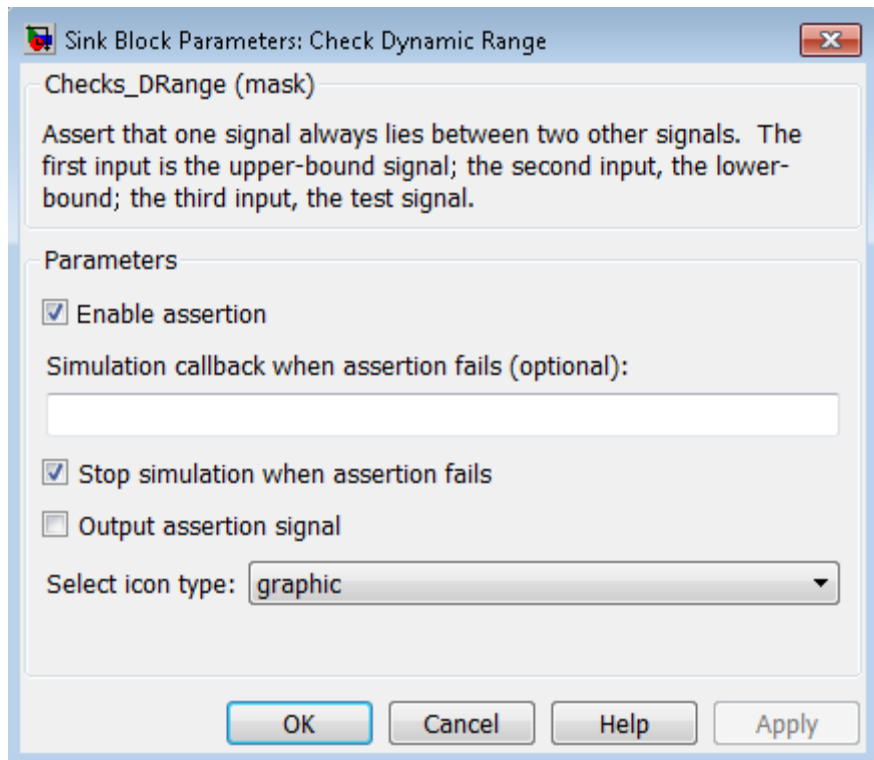 Sink Block Parameters: Check Dynamic Range
Checks_DRange (mask)
Assert that one signal always lies between two other signals.  The
first input is the upper-bound signal; the second input, the lower-
bound; the third input, the test signal.
Parameters
Enable assertion
Simulation callback when assertion fails (optional):
Stop simulation when assertion fails
Output assertion signal
Select icon type: graphic
OK Cancel Help Apply